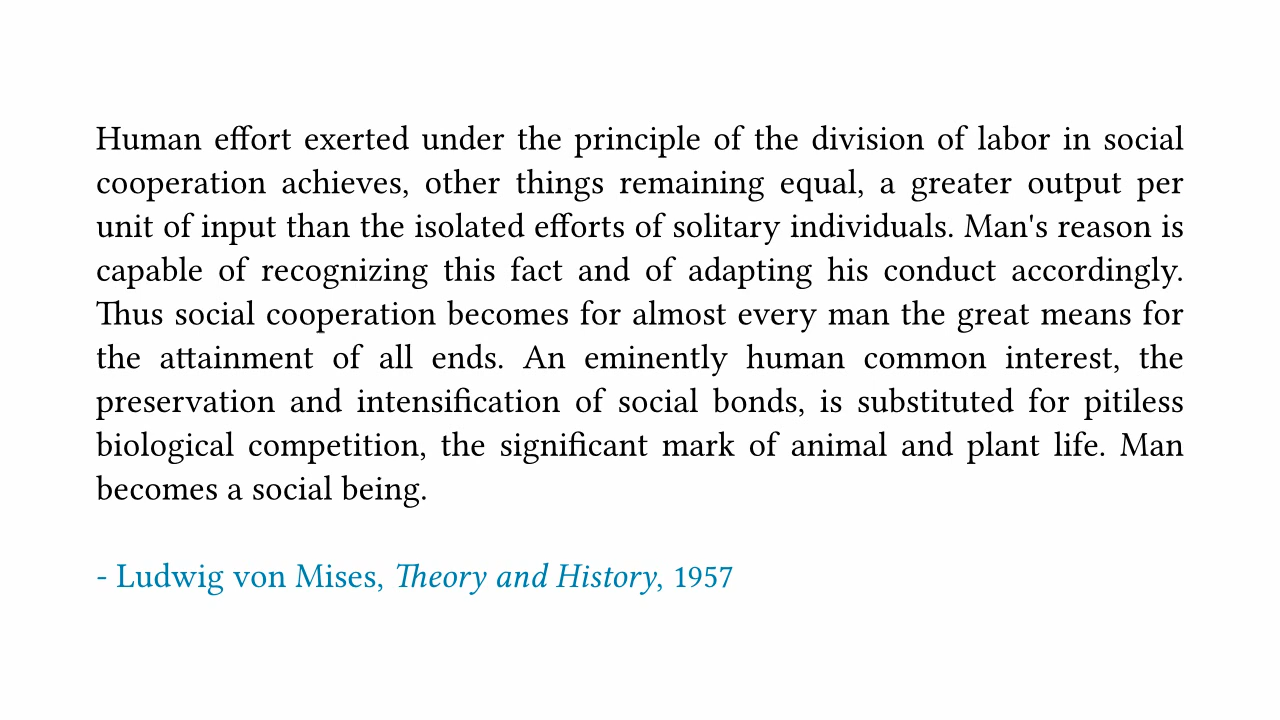 Human effort exerted under the principle of the division of labor in social
cooperation achieves, other things remaining equal, a greater output per
unit of input than the isolated efforts of solitary individuals. Man's reason is
capable of recognizing this fact and of adapting his conduct accordingly.
Thus social cooperation becomes for almost every man the great means for
the attainment of all ends. An eminently human common interest, the
preservation and intensification of social bonds, is substituted for pitiless
biological competition, the significant mark of animal and plant life. Man
becomes a social being.
- Ludwig von Mises, Theory and History, 1957